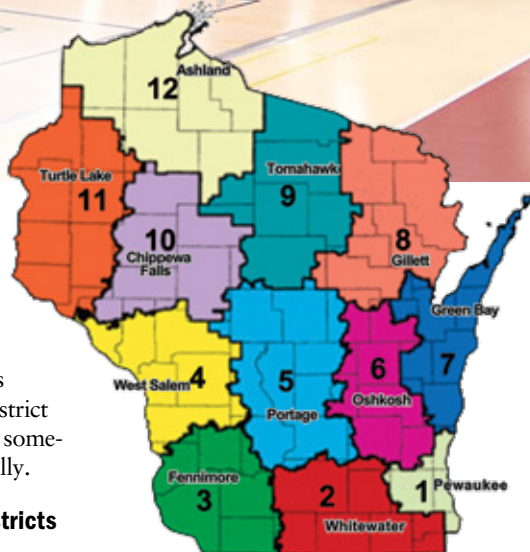 12
Ashland
Turtle Lake
11
Tomahawk
9
10
Chippewa
Falls
8
Gillett
Green Bay
7
West Salem
4
5
Portage
6
Oshkosh
s
strict
some-
lly.
Fennimore
3
2
Whitewater
1
Pewaukee
stricts